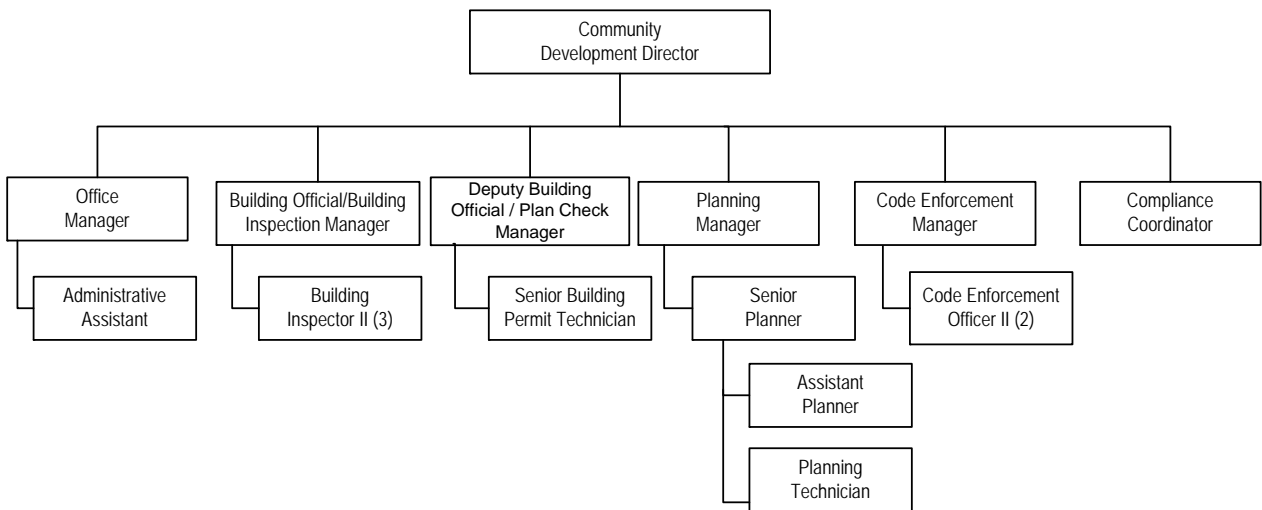 Community
Development Director
Office
Manager
Building Official/Building
Inspection Manager
Deputy Building
Official / Plan Check
Manager
Planning
Manager
Code Enforcement
Manager
Compliance
Coordinator
Administrative
Assistant
Building
Inspector II (3)
Senior Building
Permit Technician
Senior
Planner
Code Enforcement
Officer II (2)
Assistant
Planner
Planning
Technician